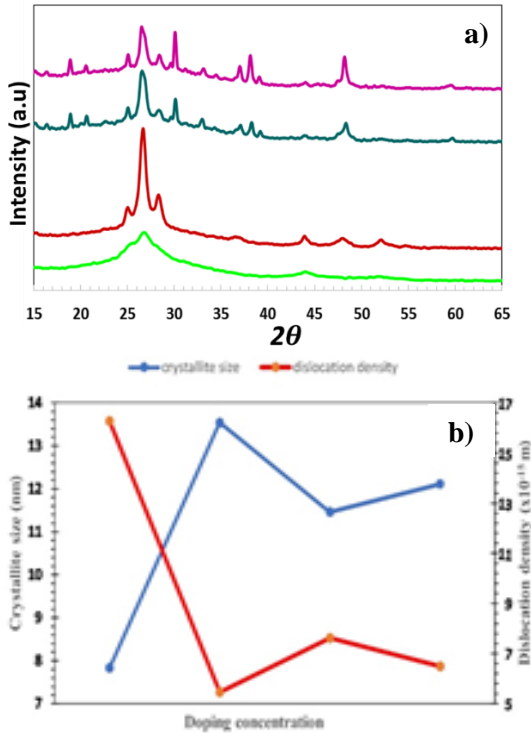 a)
Intensity (a.u)
15 20 25 30 35 40 45 50 55 60 65
2θ
crystallite size dislocation density
b)
14
13
12
11
10
9
8
7
Crystallite size (nm)
17
15
13
11
9
7
5
Dislocation density (x10⁻¹⁵ m)
Doping concentration